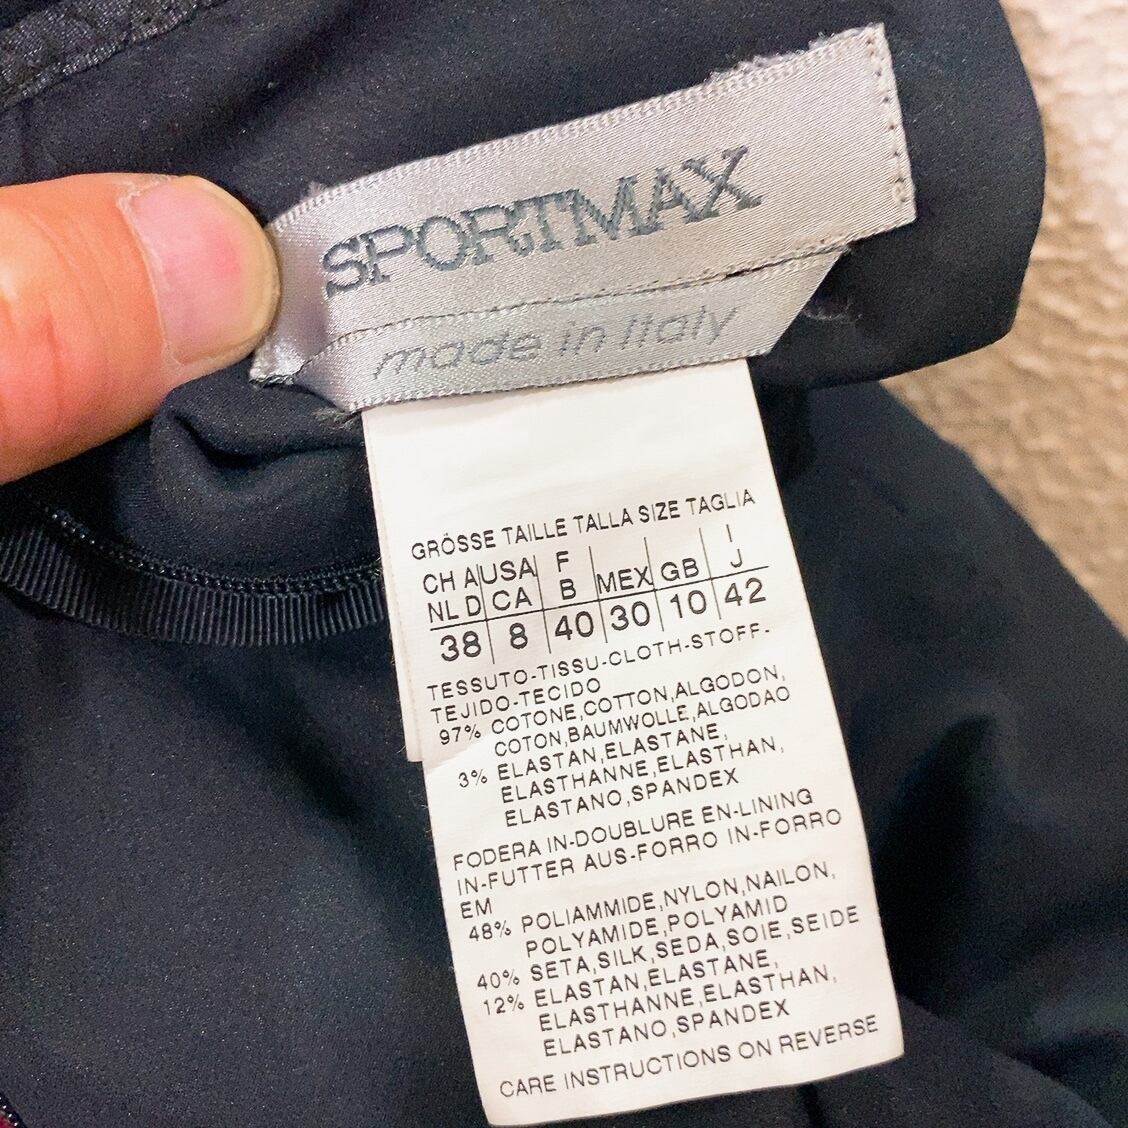 SPORTMAX
made in Italy
GRÖSSE TAILLE TALLA SIZE TAGLIA
CH A USA F MEX GB I
NL D CA B J
38 8 40 30 10 42
TESSUTO-TISSU-CLOTH-STOFF-
TEJIDO-TECIDO
97% COTONE,COTTON,ALGODON,
COTON,BAUMWOLLE,ALGODAO
3% ELASTAN,ELASTANE,
ELASTHANNE,ELASTHAN,
ELASTANO,SPANDEX
FODERA IN-DOUBLURE EN-LINING
IN-FUTTER AUS-FORRO IN-FORRO
EM
48% POLIAMMIDE,NYLON,NAILON,
POLYAMIDE,POLYAMID
40% SETA,SILK,SEDA,SOIE,SEIDE
12% ELASTAN,ELASTANE,
ELASTHANNE,ELASTHAN,
ELASTANO,SPANDEX
CARE INSTRUCTIONS ON REVERSE